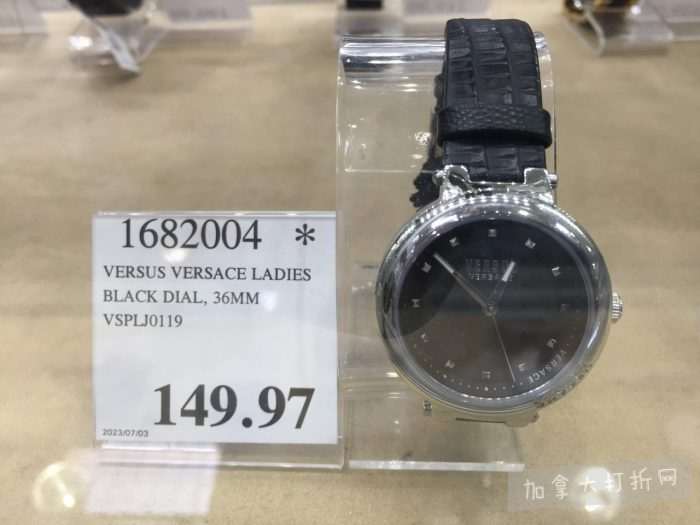 1682004 *
VERSUS VERSACE LADIES
BLACK DIAL, 36MM
VSPLJ0119
149.97
2023/07/03
VERSUS
VERSACE
VERSACE
加拿大打折网